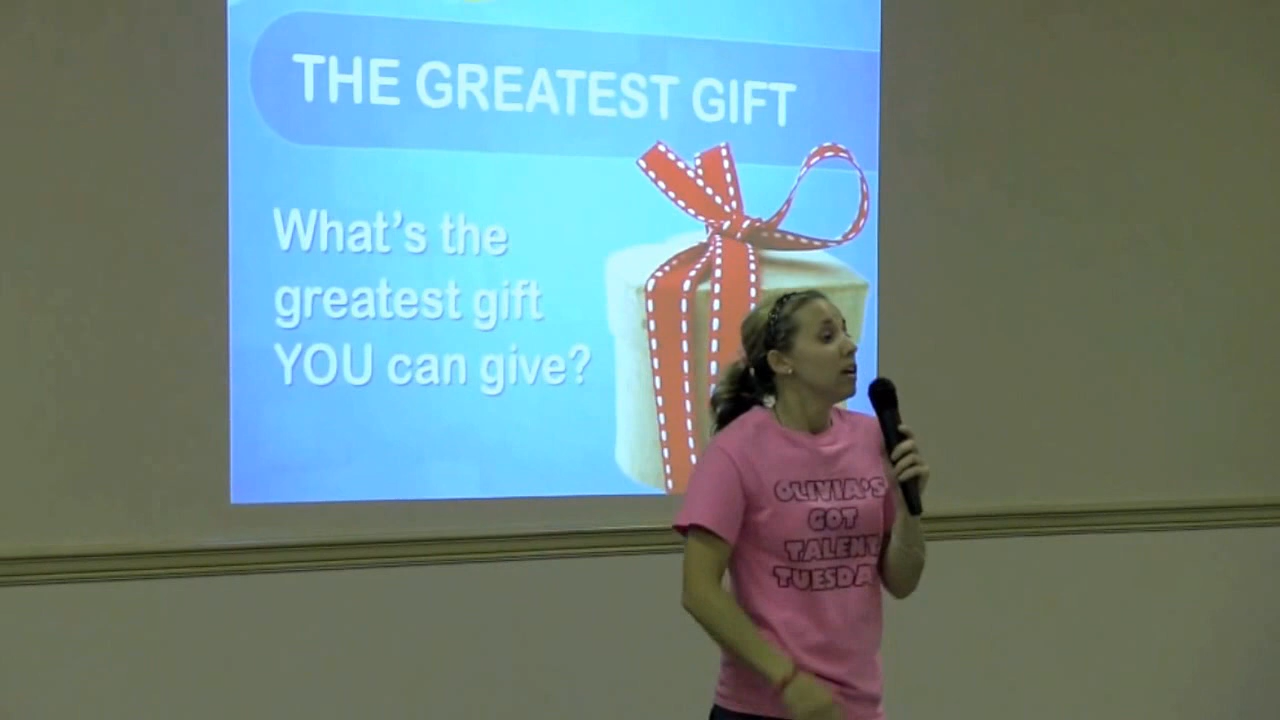 THE GREATEST GIFT
What's the
greatest gift
YOU can give?
OLIVIA'S
GOT
TALENT
TUESDAY